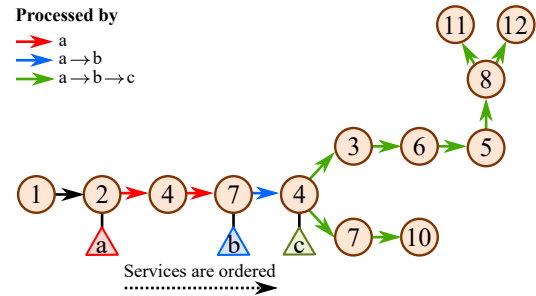 Processed by
a
a → b
a → b → c
11
12
8
3
6
5
1
2
4
7
4
7
10
a
b
c
Services are ordered